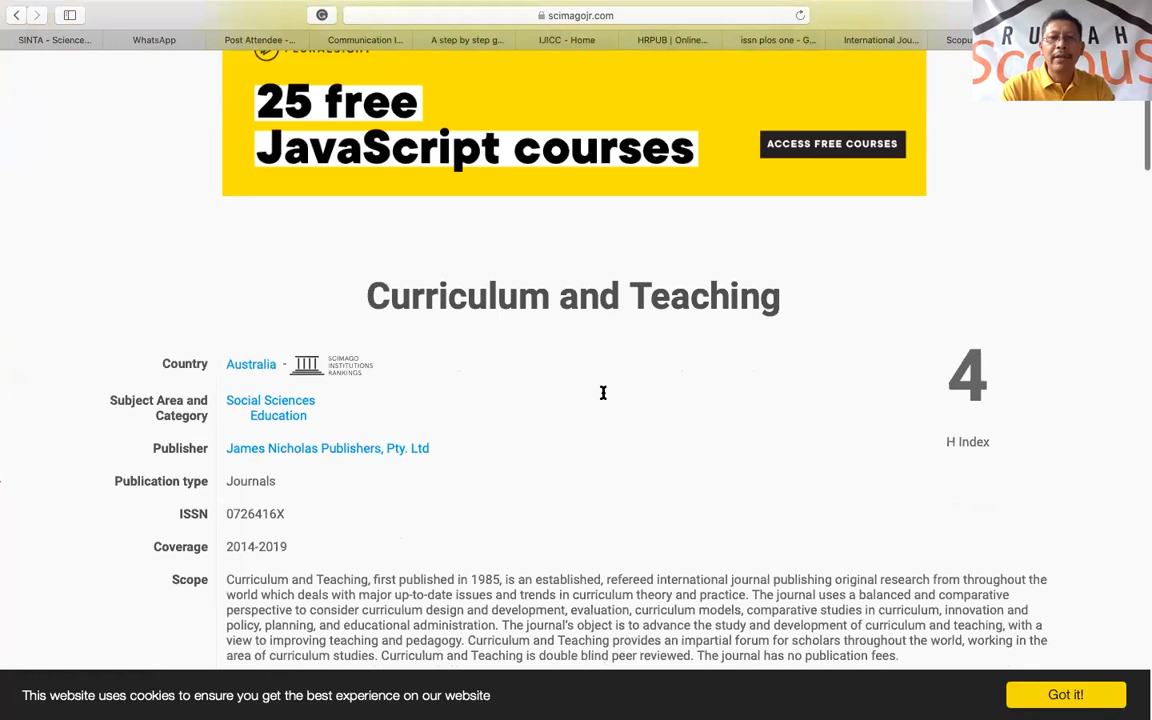 scimagojr.com
SINTA - Science...
WhatsApp
Post Attendee -...
Communication I...
A step by step g...
IJICC - Home
HRPUB | Online...
issn plos one - G...
International Jou...
Scopu
R U AH
ScopuS
25 free
JavaScript courses
ACCESS FREE COURSES
Curriculum and Teaching
Country
Australia -
SCIMAGO
INSTITUTIONS
RANKINGS
4
H Index
Subject Area and
Category
Social Sciences
Education
Publisher
James Nicholas Publishers, Pty. Ltd
Publication type
Journals
ISSN
0726416X
Coverage
2014-2019
Scope
Curriculum and Teaching, first published in 1985, is an established, refereed international journal publishing original research from throughout the
world which deals with major up-to-date issues and trends in curriculum theory and practice. The journal uses a balanced and comparative
perspective to consider curriculum design and development, evaluation, curriculum models, comparative studies in curriculum, innovation and
policy, planning, and educational administration. The journal's object is to advance the study and development of curriculum and teaching, with a
view to improving teaching and pedagogy. Curriculum and Teaching provides an impartial forum for scholars throughout the world, working in the
area of curriculum studies. Curriculum and Teaching is double blind peer reviewed. The journal has no publication fees.
This website uses cookies to ensure you get the best experience on our website
Got it!